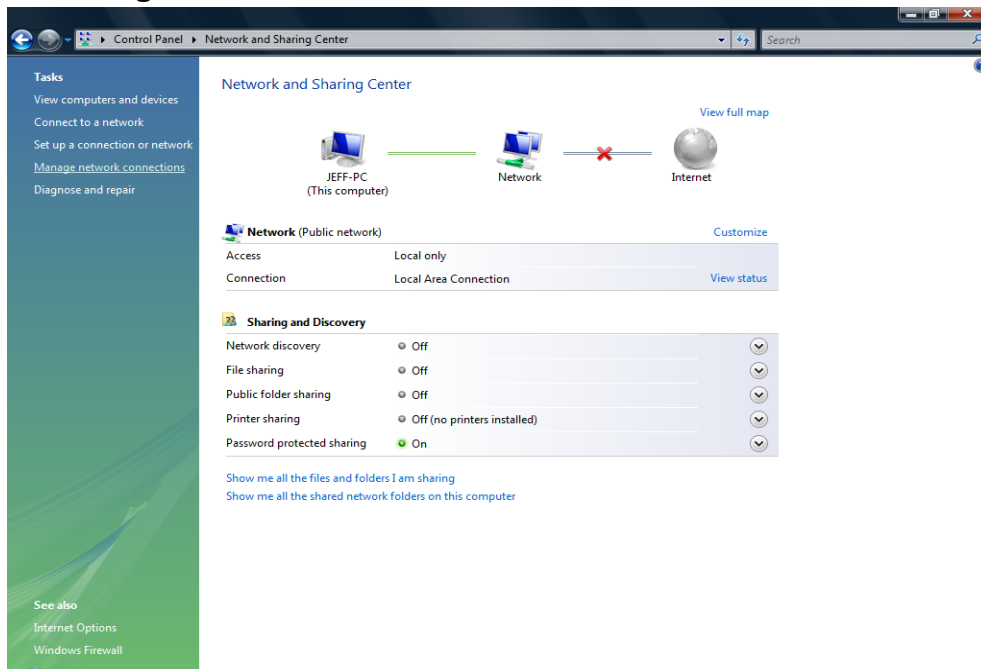 Control Panel
Network and Sharing Center
Search
Tasks
View computers and devices
Connect to a network
Set up a connection or network
Manage network connections
Diagnose and repair
Network and Sharing Center
View full map
JEFF-PC
(This computer)
Network
Internet
Network (Public network)
Customize
Access
Local only
Connection
Local Area Connection
View status
Sharing and Discovery
Network discovery
Off
File sharing
Off
Public folder sharing
Off
Printer sharing
Off (no printers installed)
Password protected sharing
On
Show me all the files and folders I am sharing
Show me all the shared network folders on this computer
See also
Internet Options
Windows Firewall